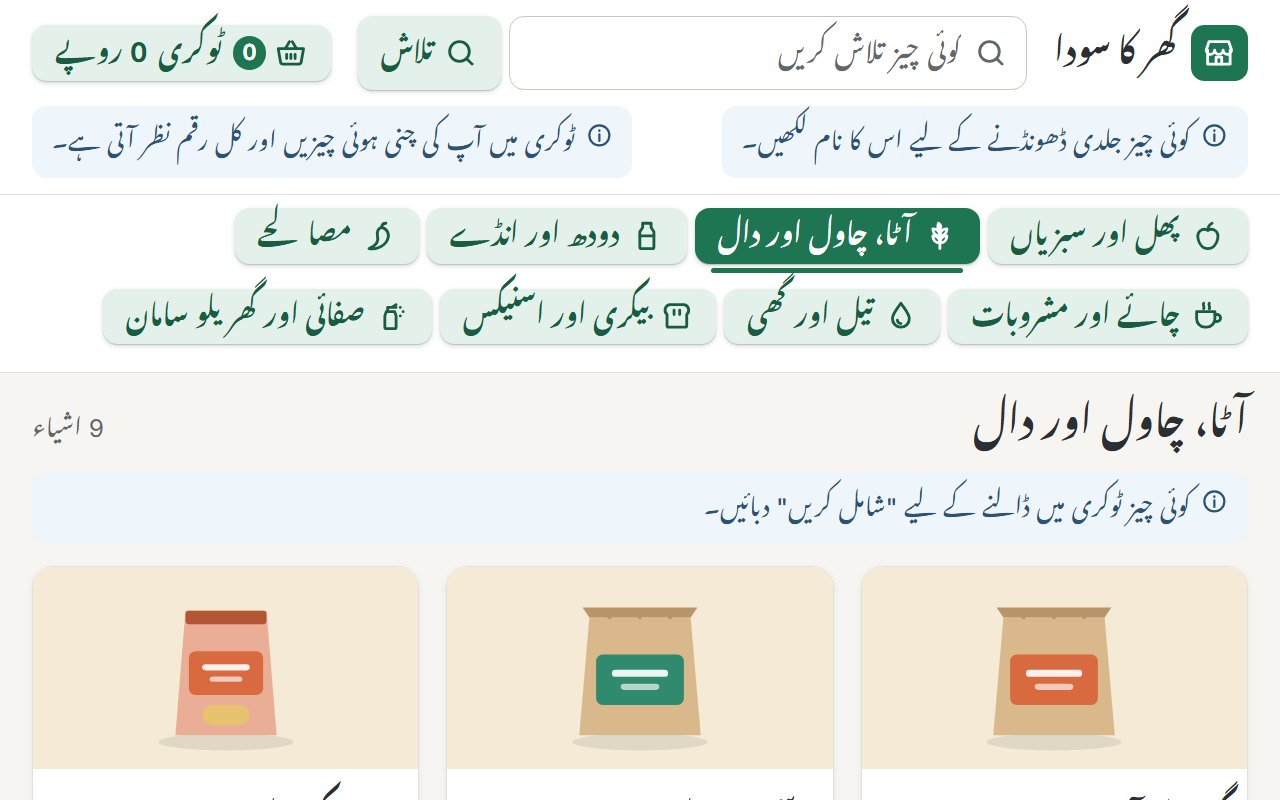 گھر کا سودا
کوئی چیز تلاش کریں
تلاش
0 ٹوکری 0 روپے
کوئی چیز جلدی ڈھونڈنے کے لیے اس کا نام لکھیں۔
ٹوکری میں آپ کی چنی ہوئی چیزیں اور کل رقم نظر آتی ہے۔
پھل اور سبزیاں
آٹا، چاول اور دال
دودھ اور انڈے
مصالحے
چائے اور مشروبات
تیل اور گھی
بیکری اور اسنیکس
صفائی اور گھریلو سامان
آٹا، چاول اور دال
9 اشیاء
کوئی چیز ٹوکری میں ڈالنے کے لیے "شامل کریں" دبائیں۔